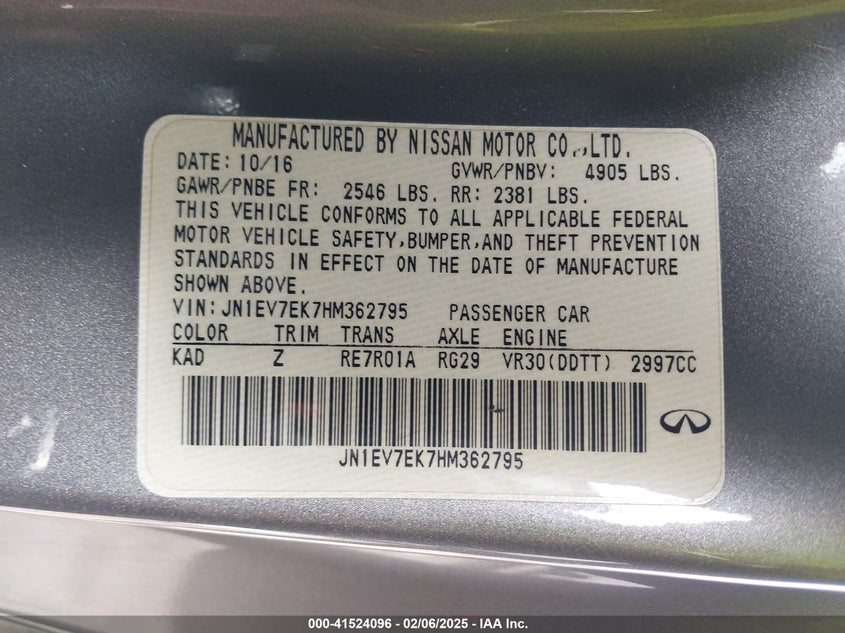 MANUFACTURED BY NISSAN MOTOR CO.,LTD.
DATE: 10/16 GVWR/PNBV: 4905 LBS.
GAWR/PNBE FR: 2546 LBS. RR: 2381 LBS.
THIS VEHICLE CONFORMS TO ALL APPLICABLE FEDERAL
MOTOR VEHICLE SAFETY,BUMPER,AND THEFT PREVENTION
STANDARDS IN EFFECT ON THE DATE OF MANUFACTURE
SHOWN ABOVE.
VIN:JN1EV7EK7HM362795 PASSENGER CAR
COLOR TRIM TRANS AXLE ENGINE
KAD Z RE7R01A RG29 VR30(DDTT) 2997CC
JN1EV7EK7HM362795
000-41524096 - 02/06/2025 - IAA Inc.